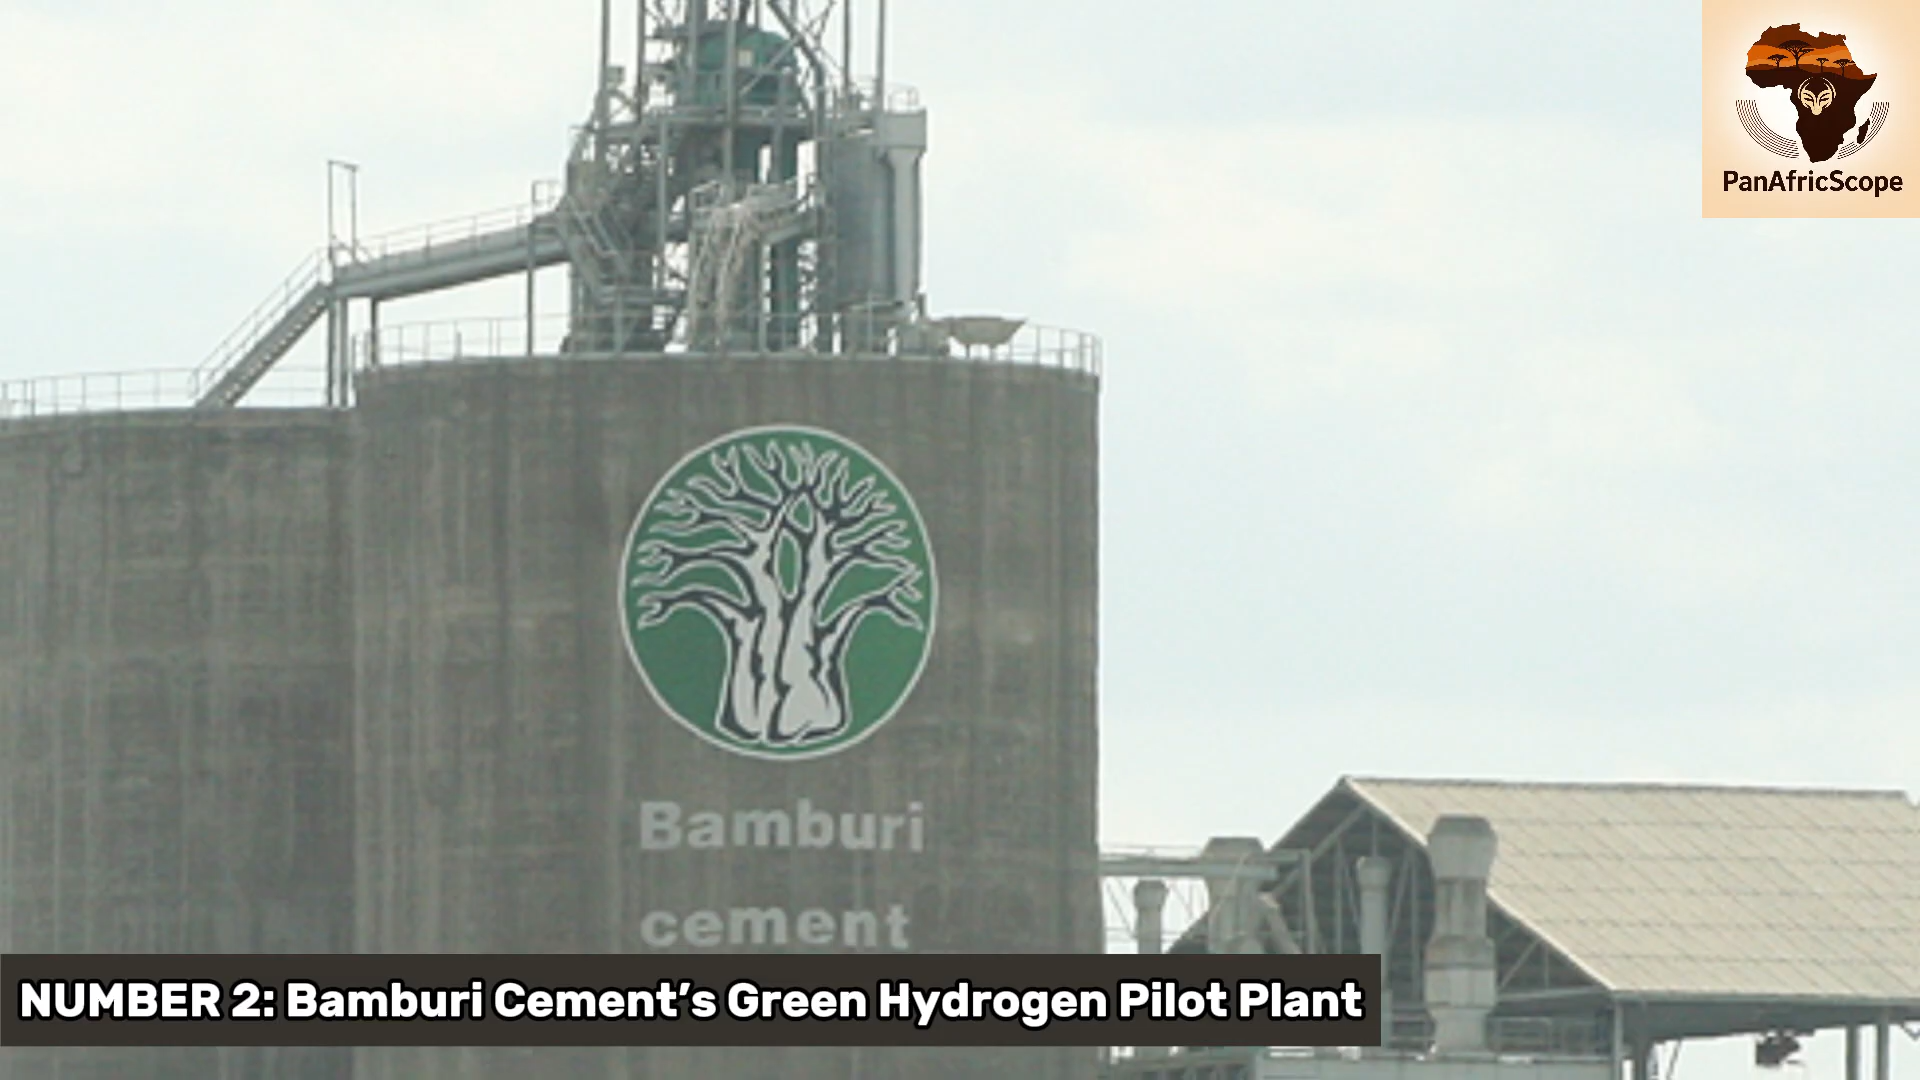 PanAfricScope
Bamburi
cement
NUMBER 2: Bamburi Cement’s Green Hydrogen Pilot Plant